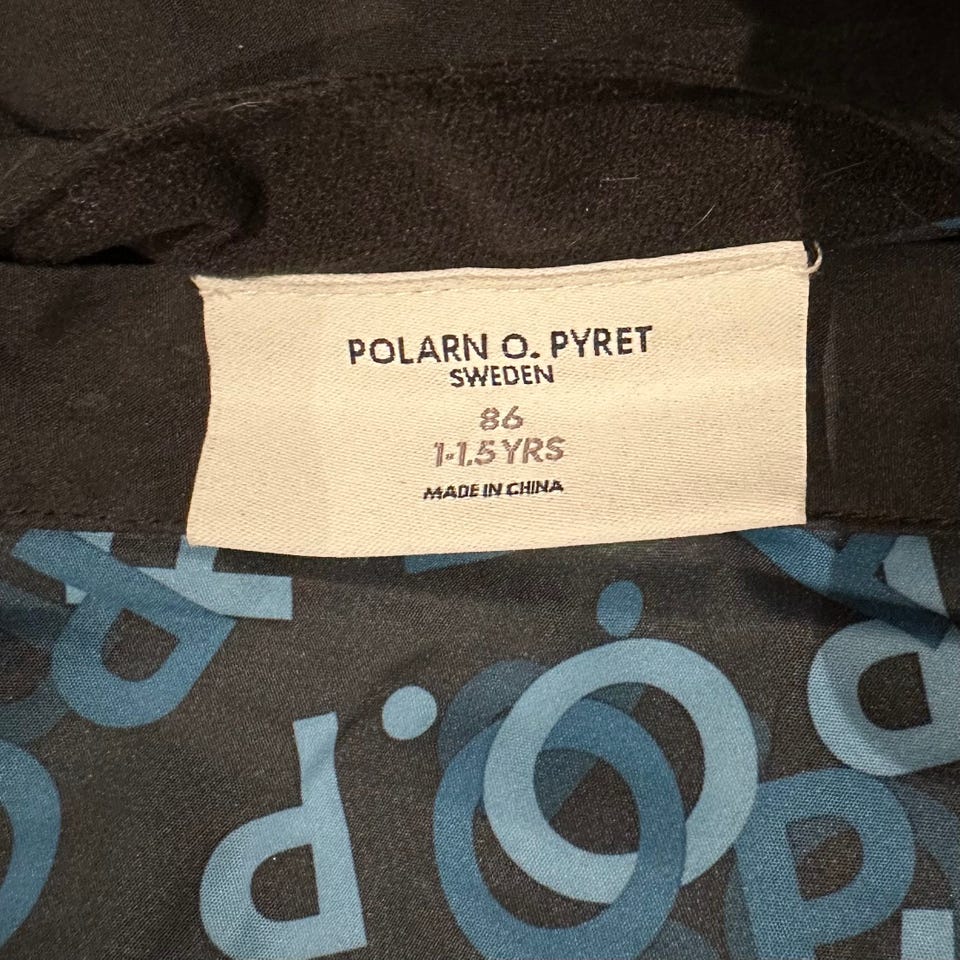 POLARN O. PYRET
SWEDEN
86
1-1.5 YRS
MADE IN CHINA
P.O.P